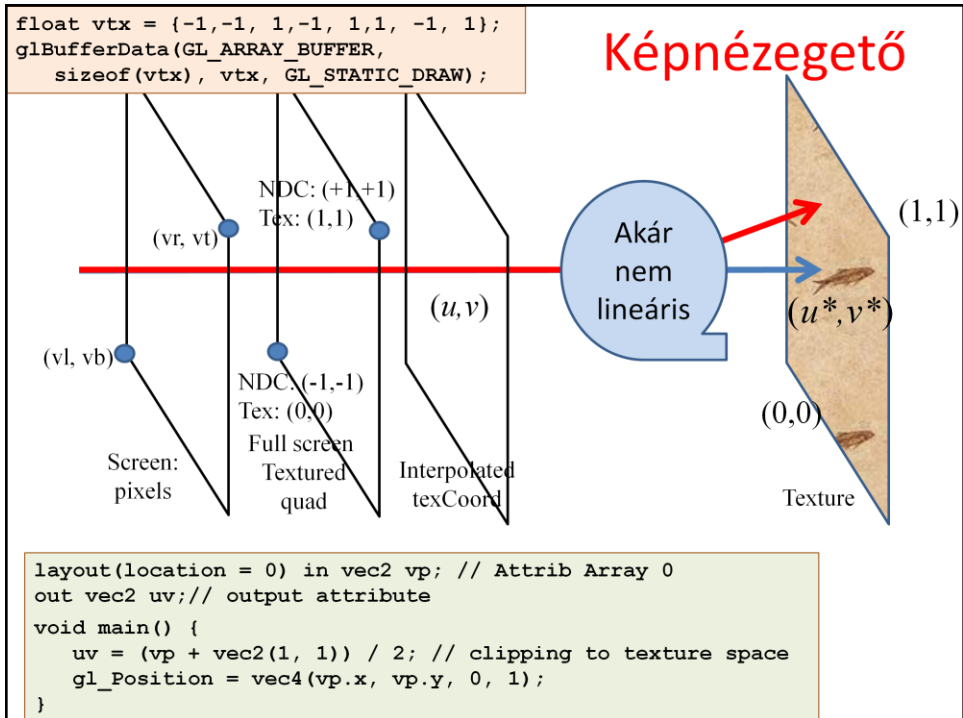 float vtx = {-1,-1, 1,-1, 1,1, -1, 1};
glBufferData(GL_ARRAY_BUFFER,
sizeof(vtx), vtx, GL_STATIC_DRAW);
Képnézegető
NDC: (+1,+1)
Tex: (1,1)
(vr, vt)
(1,1)
Akár
nem
lineáris
(u,v)
(u*,v*)
(vl, vb)
NDC: (-1,-1)
Tex: (0,0)
(0,0)
Screen:
pixels
Full screen
Textured
quad
Interpolated
texCoord
Texture
layout(location = 0) in vec2 vp; // Attrib Array 0
out vec2 uv;// output attribute
void main() {
uv = (vp + vec2(1, 1)) / 2; // clipping to texture space
gl_Position = vec4(vp.x, vp.y, 0, 1);
}